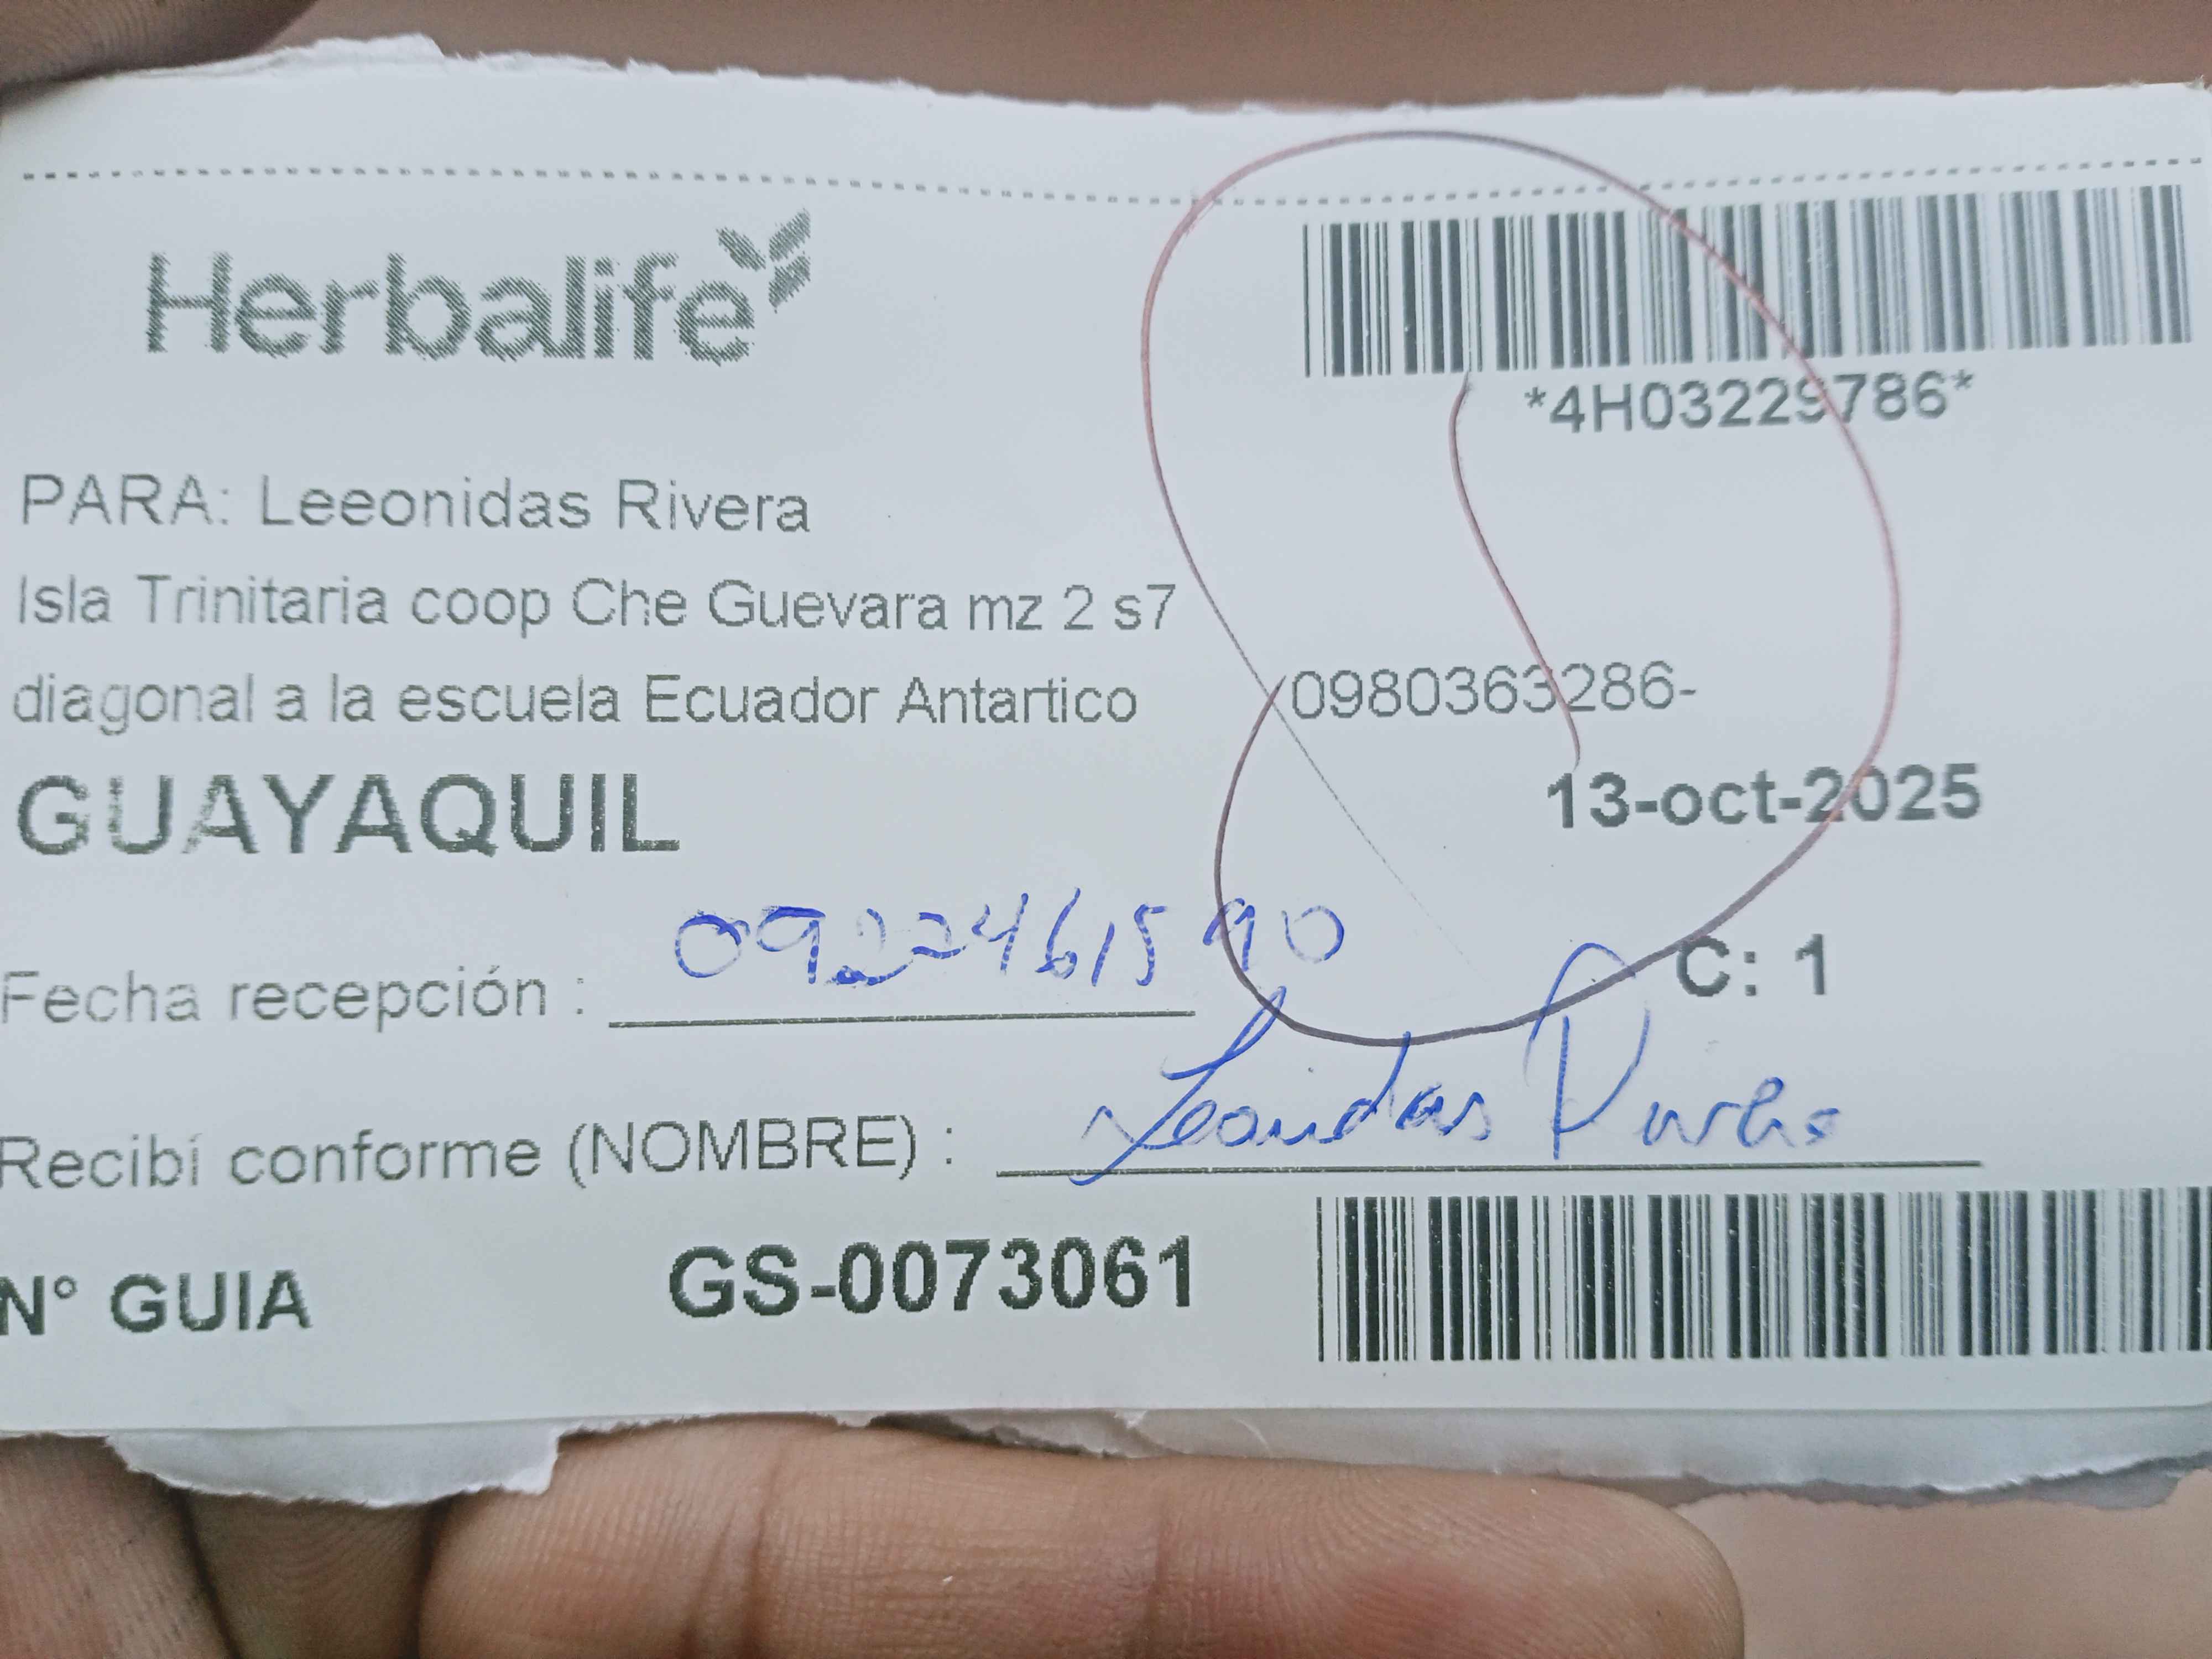 Herbalife
*4H03229786*
PARA: Leeonidas Rivera
Isla Trinitaria coop Che Guevara mz 2 s7
diagonal a la escuela Ecuador Antartico
0980363286-
GUAYAQUIL
13-oct-2025
Fecha recepción : 0922461590
C: 1
Recibí conforme (NOMBRE) : Leonidas
N° GUIA GS-0073061